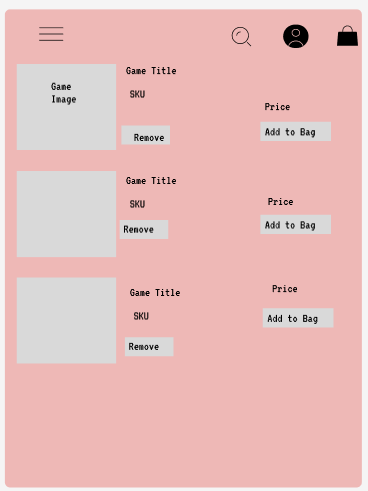 Game Title
Game
Image
SKU
Price
Remove
Add to Bag
Game Title
SKU
Price
Remove
Add to Bag
Game Title
Price
SKU
Add to Bag
Remove